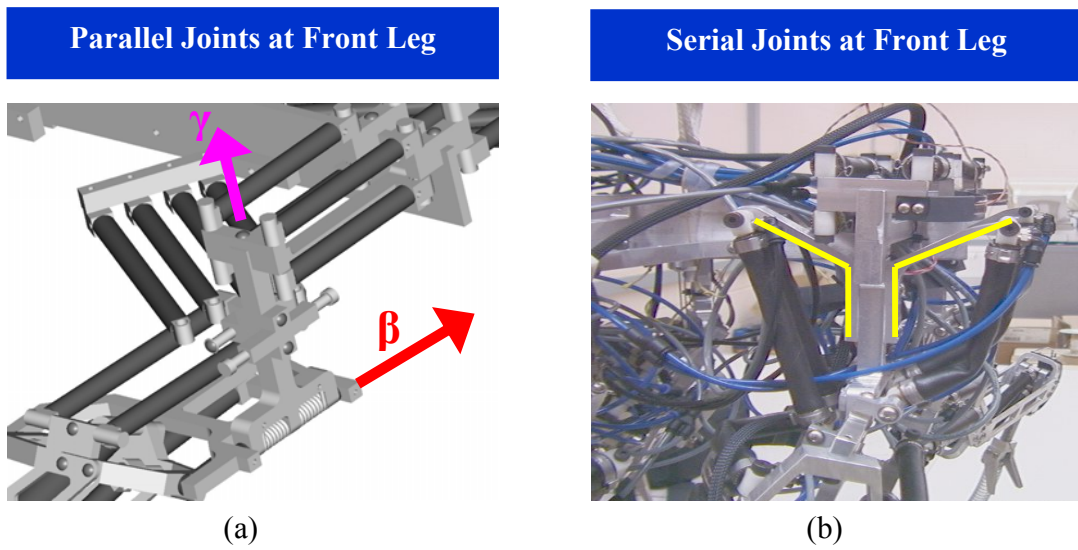 Parallel Joints at Front Leg
Serial Joints at Front Leg
γ
β
(a)
(b)